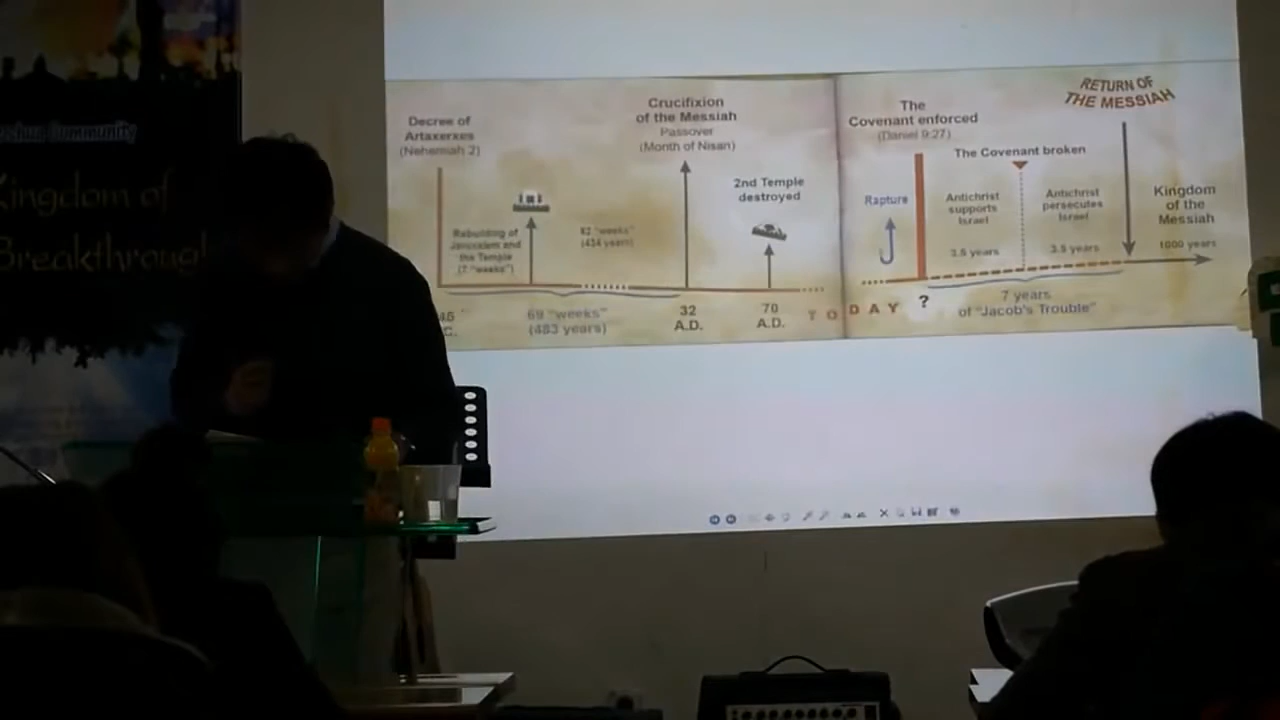 Community
Kingdom of
Breakthrough
Decree of
Artaxerxes
(Nehemiah 2)
Rebuilding of
Jerusalem and
the Temple
(7 "weeks")
62 "weeks"
(434 years)
69 "weeks"
(483 years)
Crucifixion
of the Messiah
Passover
(Month of Nisan)
32
A.D.
2nd Temple
destroyed
70
A.D.
TODAY
?
Rapture
The
Covenant enforced
(Daniel 9:27)
The Covenant broken
Antichrist
supports
Israel
3.5 years
Antichrist
persecutes
Israel
3.5 years
7 years
of "Jacob's Trouble"
RETURN OF
THE MESSIAH
Kingdom
of the
Messiah
1000 years